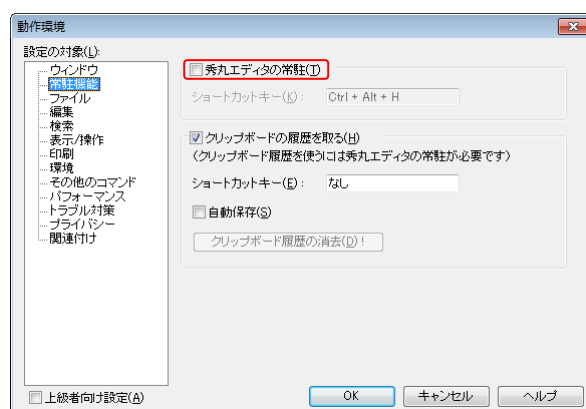 動作環境
設定の対象(L):
ウィンドウ
常駐機能
ファイル
編集
検索
表示/操作
印刷
環境
その他のコマンド
パフォーマンス
トラブル対策
プライバシー
関連付け
上級者向け設定(A)
秀丸エディタの常駐(T)
ショートカットキー(K): Ctrl + Alt + H
クリップボードの履歴を取る(H)
(クリップボード履歴を使うには秀丸エディタの常駐が必要です)
ショートカットキー(E): なし
自動保存(S)
クリップボード履歴の消去(D)!
OK キャンセル ヘルプ